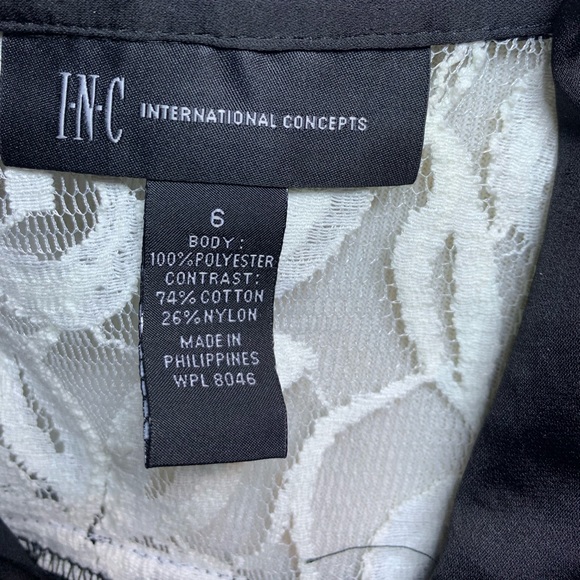 I·N·C INTERNATIONAL CONCEPTS
6
BODY:
100%POLYESTER
CONTRAST:
74%COTTON
26%NYLON
MADE IN
PHILIPPINES
WPL 8046